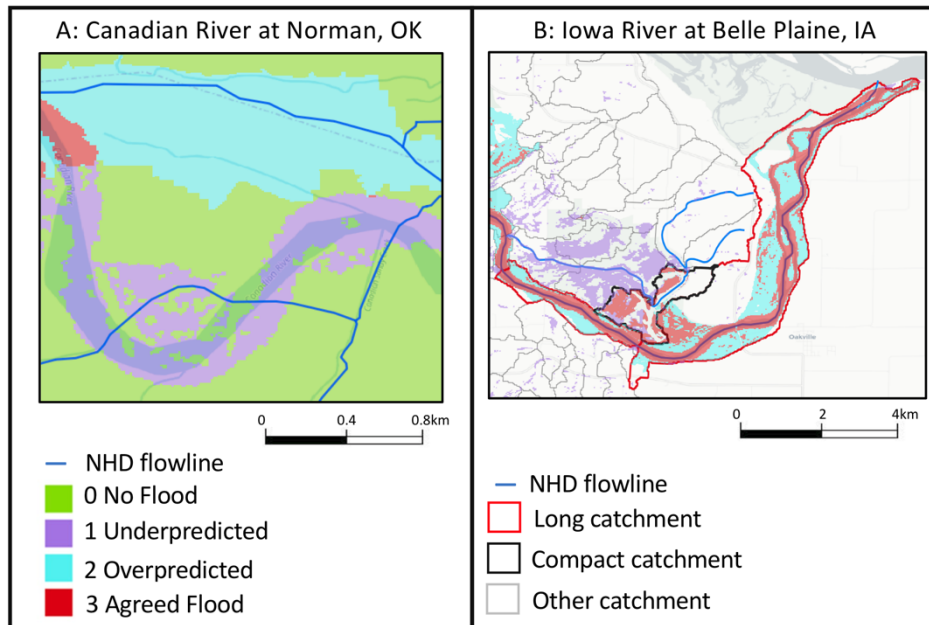 A: Canadian River at Norman, OK
0 0.4 0.8km
NHD flowline
0 No Flood
1 Underpredicted
2 Overpredicted
3 Agreed Flood
B: Iowa River at Belle Plaine, IA
Oakville
0 2 4km
NHD flowline
Long catchment
Compact catchment
Other catchment